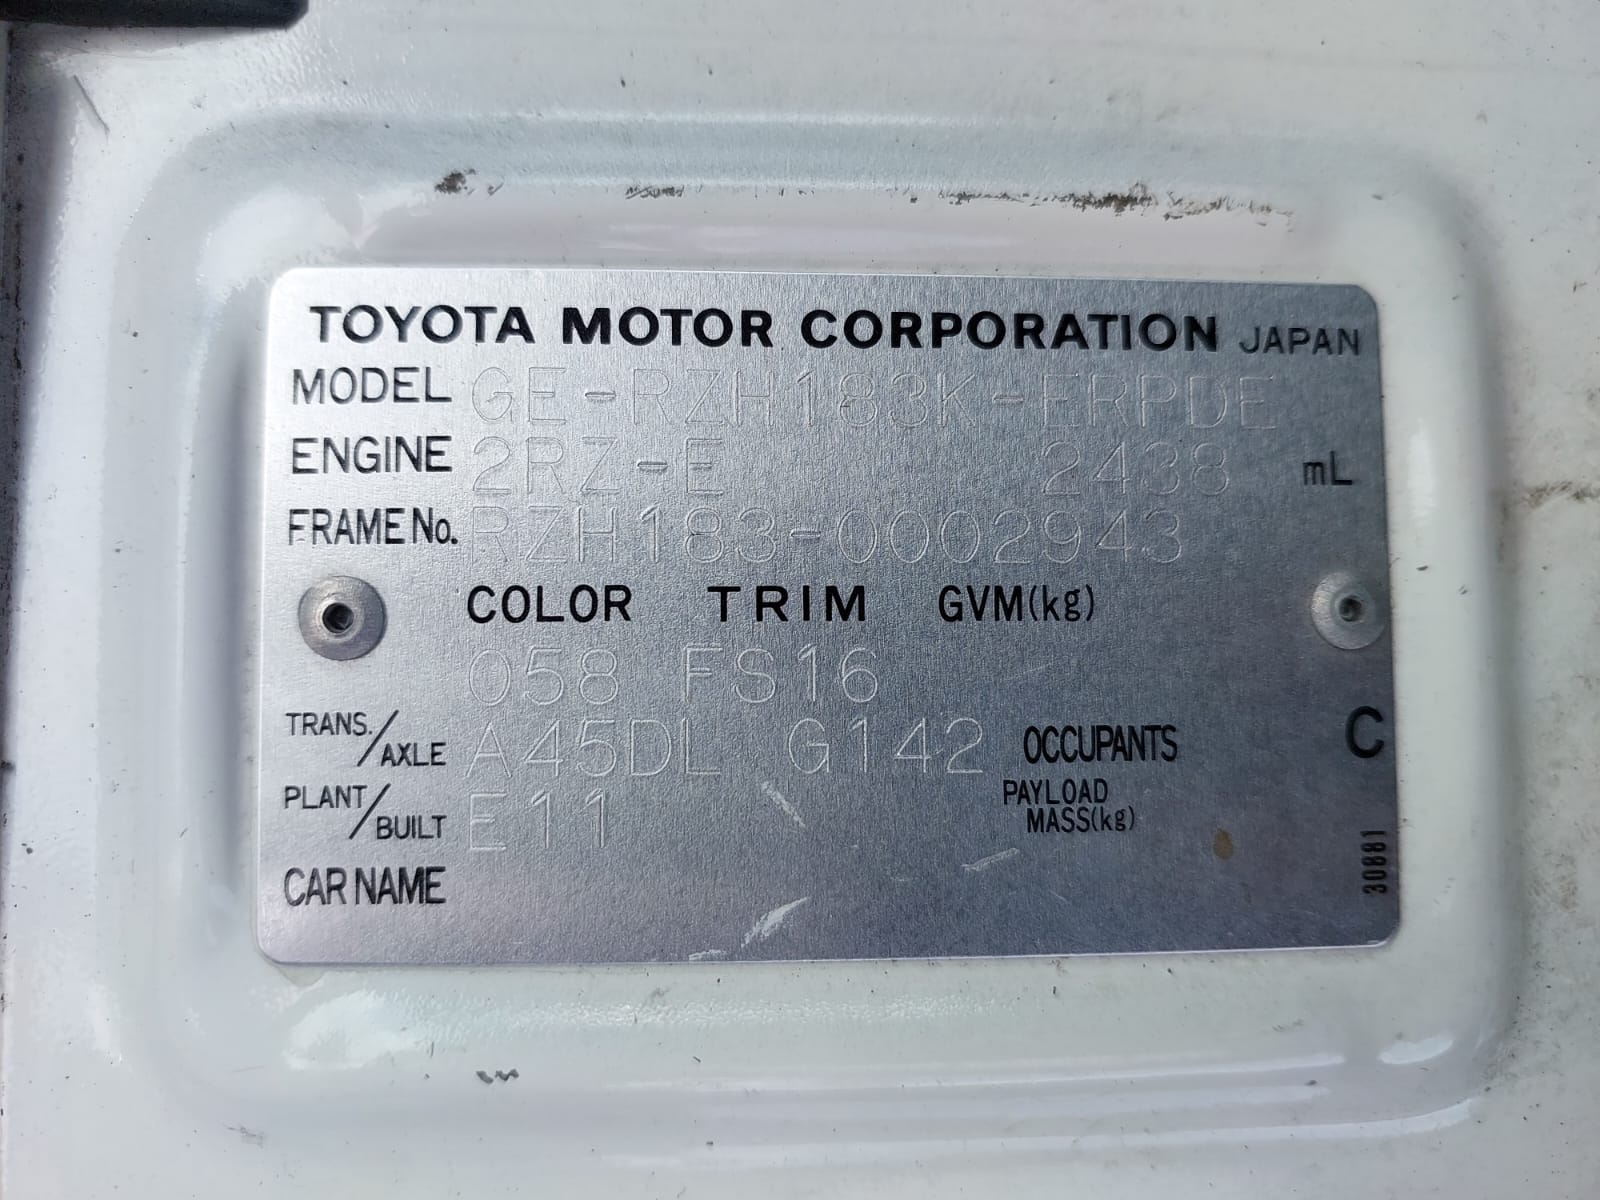 TOYOTA MOTOR CORPORATION JAPAN
MODEL GE-RZH183K-ERPDE
ENGINE 2RZ-E 2438 mL
FRAME No. RZH183-0002943
COLOR TRIM GVM(kg)
058 FS16
TRANS./AXLE A45DL G142 OCCUPANTS C
PLANT/BUILT E11 PAYLOAD MASS(kg)
CAR NAME
30881